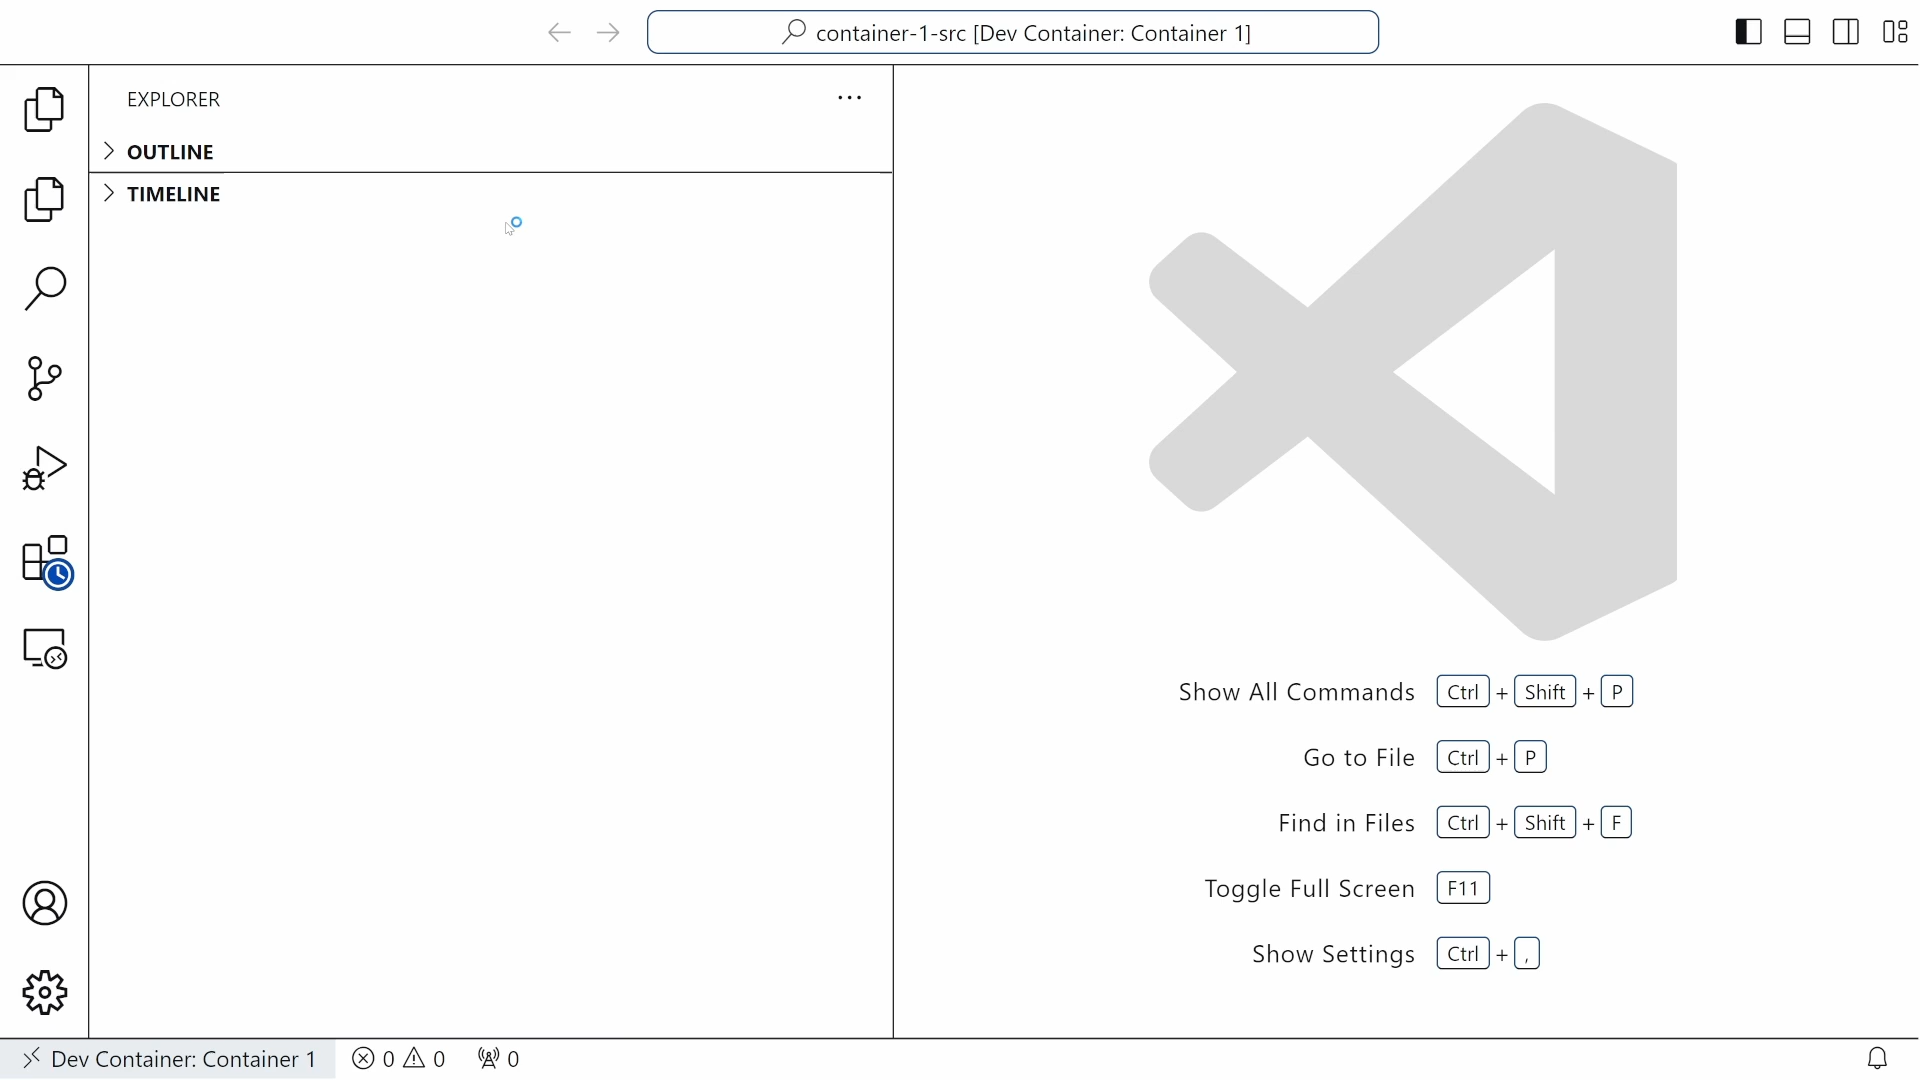 container-1-src [Dev Container: Container 1]
EXPLORER
OUTLINE
TIMELINE
Show All Commands Ctrl + Shift + P
Go to File Ctrl + P
Find in Files Ctrl + Shift + F
Toggle Full Screen F11
Show Settings Ctrl + ,
Dev Container: Container 1 0 0 0